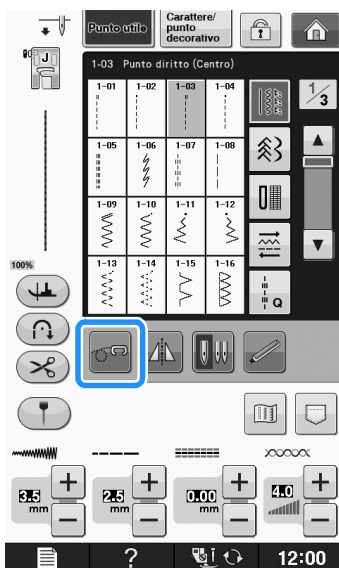 Punto utile
Carattere/
punto
decorativo
J
1-03 Punto diritto (Centro)
1/3
1-01 1-02 1-03 1-04
1-05 1-06 1-07 1-08
1-09 1-10 1-11 1-12
1-13 1-14 1-15 1-16
Q
100%
3.5 mm
2.5 mm
0.00 mm
4.0
+ + + +
− − − −
? 12:00